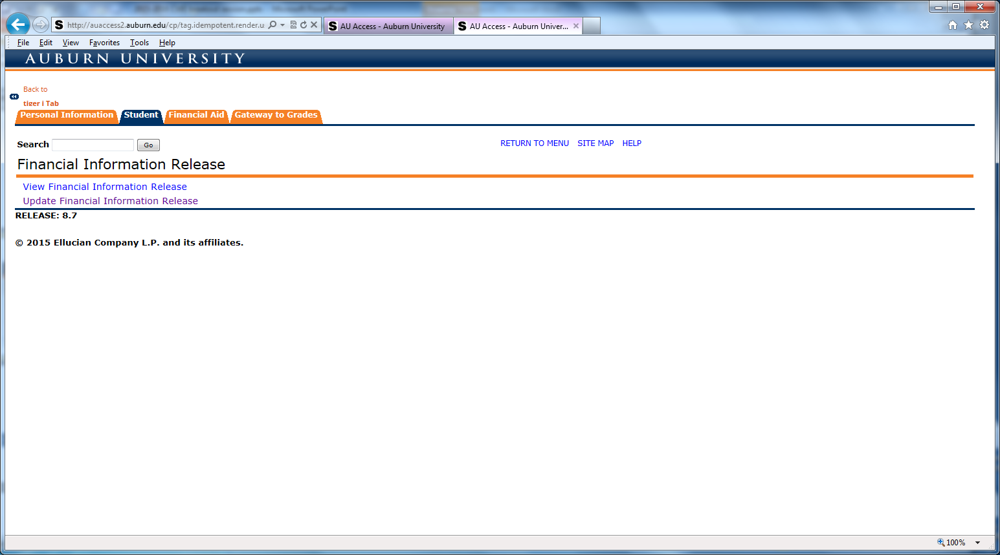 http://auaccess2.auburn.edu/cp/tag.idempotent.render.u
AU Access - Auburn University
AU Access - Auburn Univer...
File Edit View Favorites Tools Help
AUBURN UNIVERSITY
Back to
tiger i Tab
Personal Information Student Financial Aid Gateway to Grades
Search Go RETURN TO MENU SITE MAP HELP
Financial Information Release
View Financial Information Release
Update Financial Information Release
RELEASE: 8.7
© 2015 Ellucian Company L.P. and its affiliates.
100%